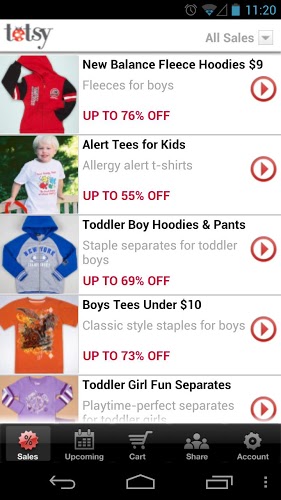 11:20
totsy
All Sales
New Balance Fleece Hoodies $9
Fleeces for boys
UP TO 76% OFF
Alert Tees for Kids
Allergy alert t-shirts
UP TO 55% OFF
Toddler Boy Hoodies & Pants
Staple separates for toddler
boys
UP TO 69% OFF
NEW YORK
Boys Tees Under $10
Classic style staples for boys
UP TO 73% OFF
Toddler Girl Fun Separates
Playtime-perfect separates
for toddler girls
%
Sales
Upcoming
Cart
Share
Account